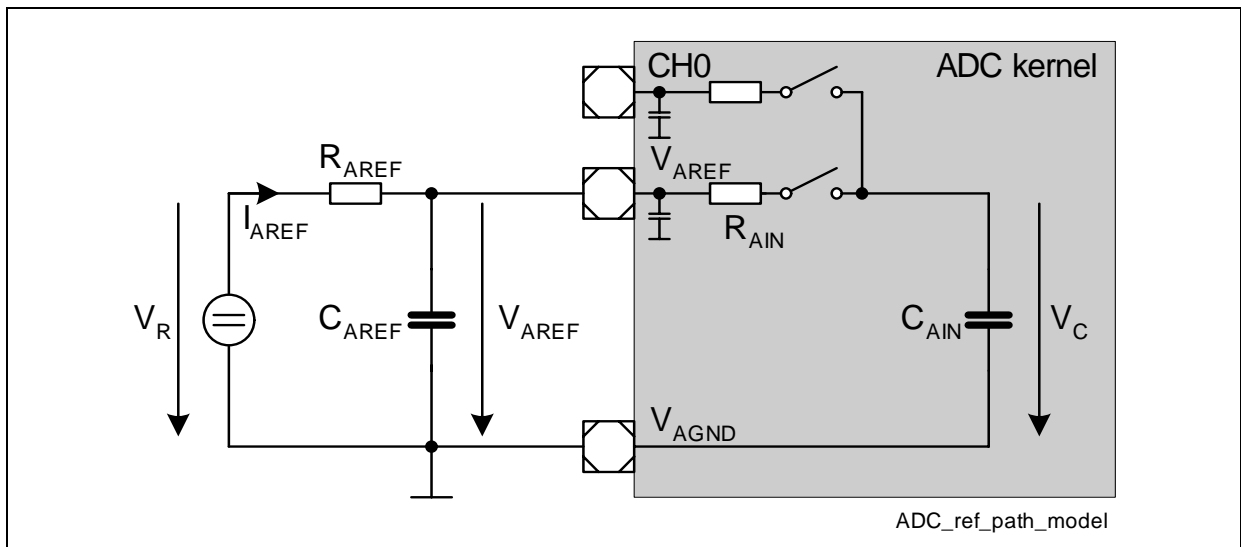 CH0
ADC kernel
V_AREF
R_AREF
I_AREF
R_AIN
V_R
C_AREF
V_AREF
C_AIN
V_C
V_AGND
ADC_ref_path_model